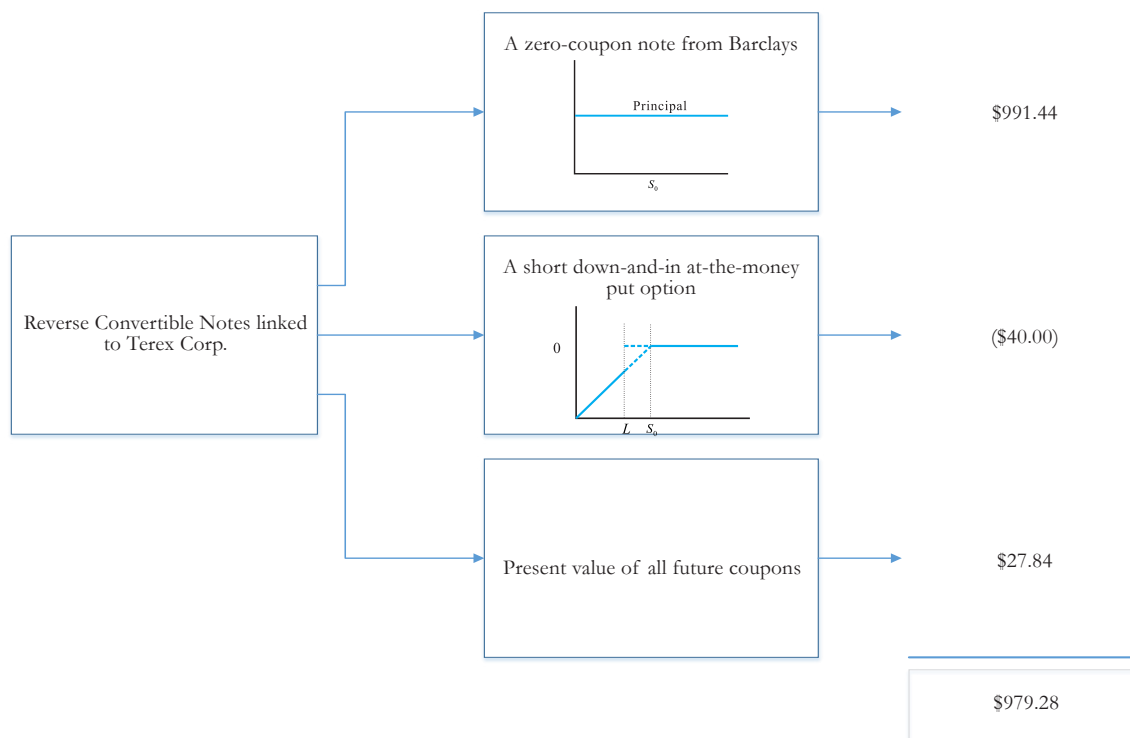 A zero-coupon note from Barclays
Principal
S₀
$991.44
Reverse Convertible Notes linked
to Terex Corp.
A short down-and-in at-the-money
put option
0
L S₀
($40.00)
Present value of all future coupons
$27.84
$979.28